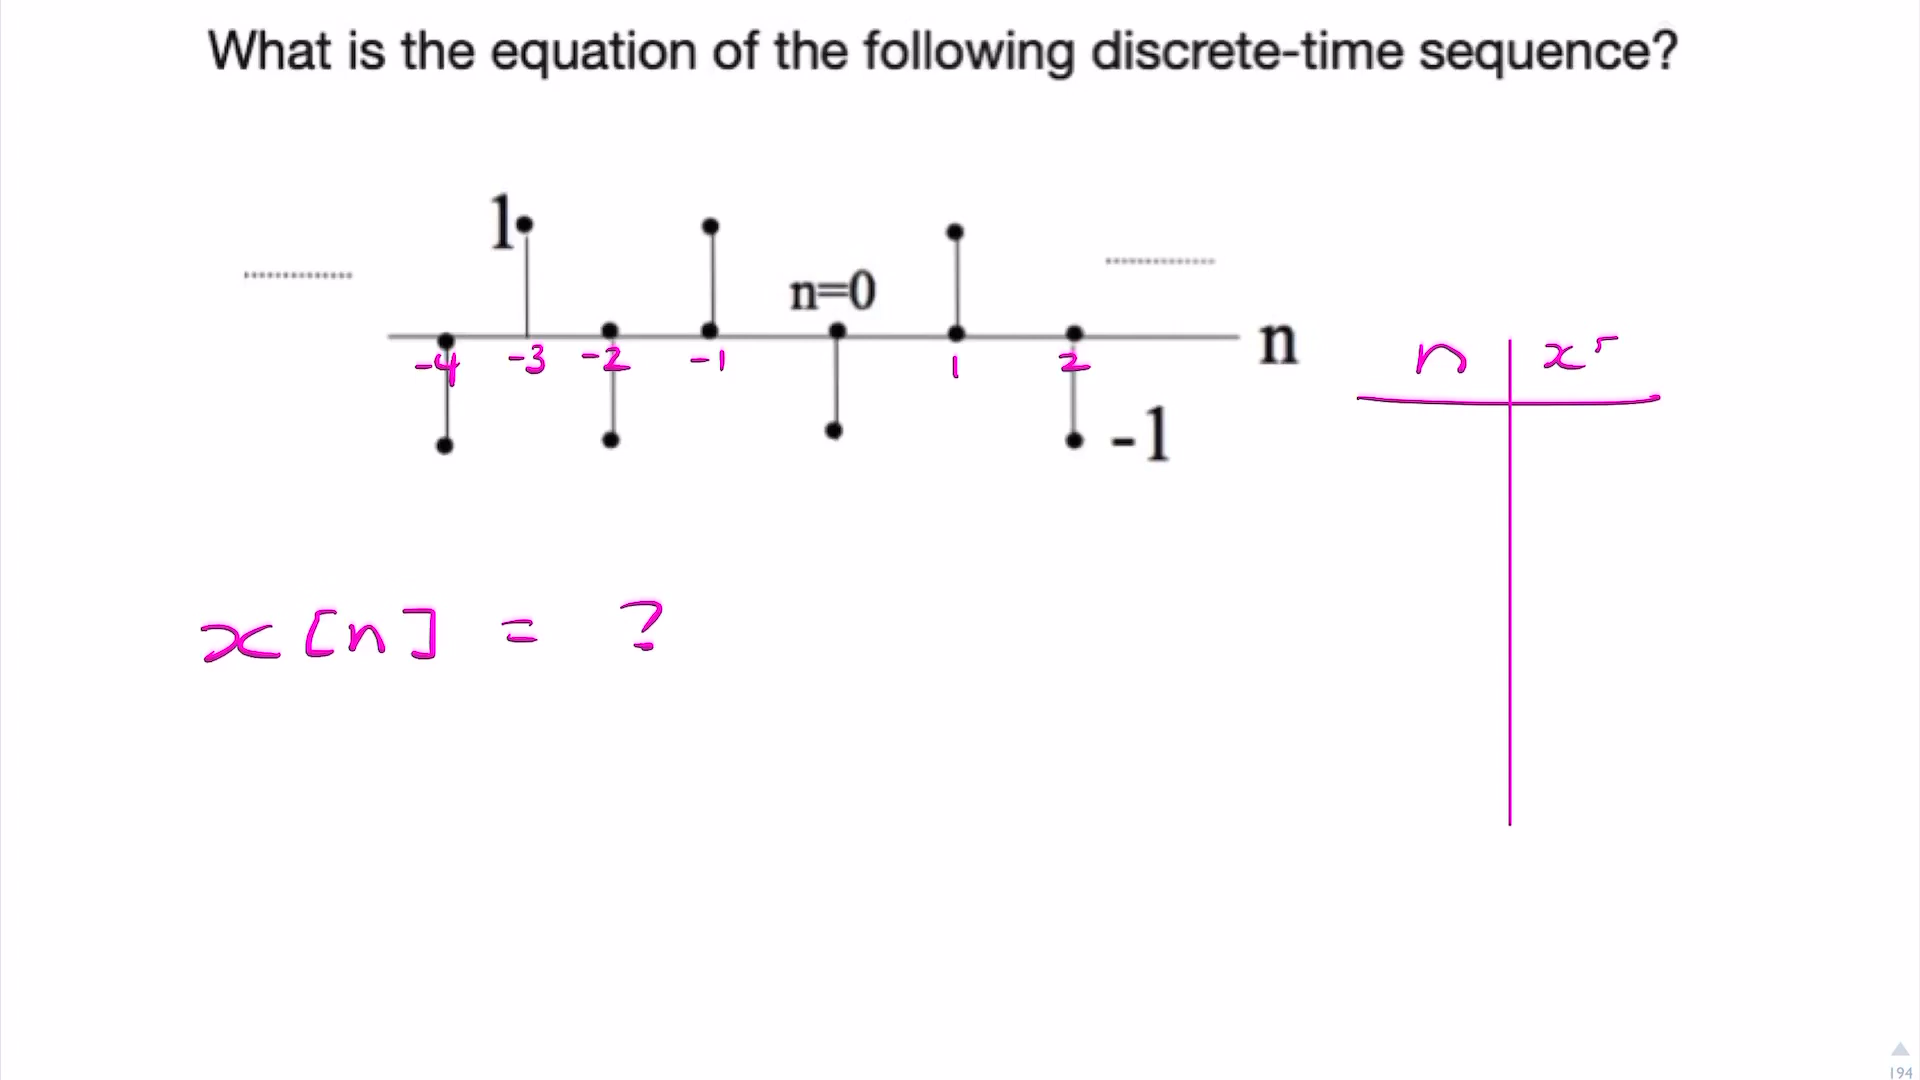 What is the equation of the following discrete-time sequence?
1
n=0
n
-4 -3 -2 -1 1 2
-1
n x
x[n] = ?
194